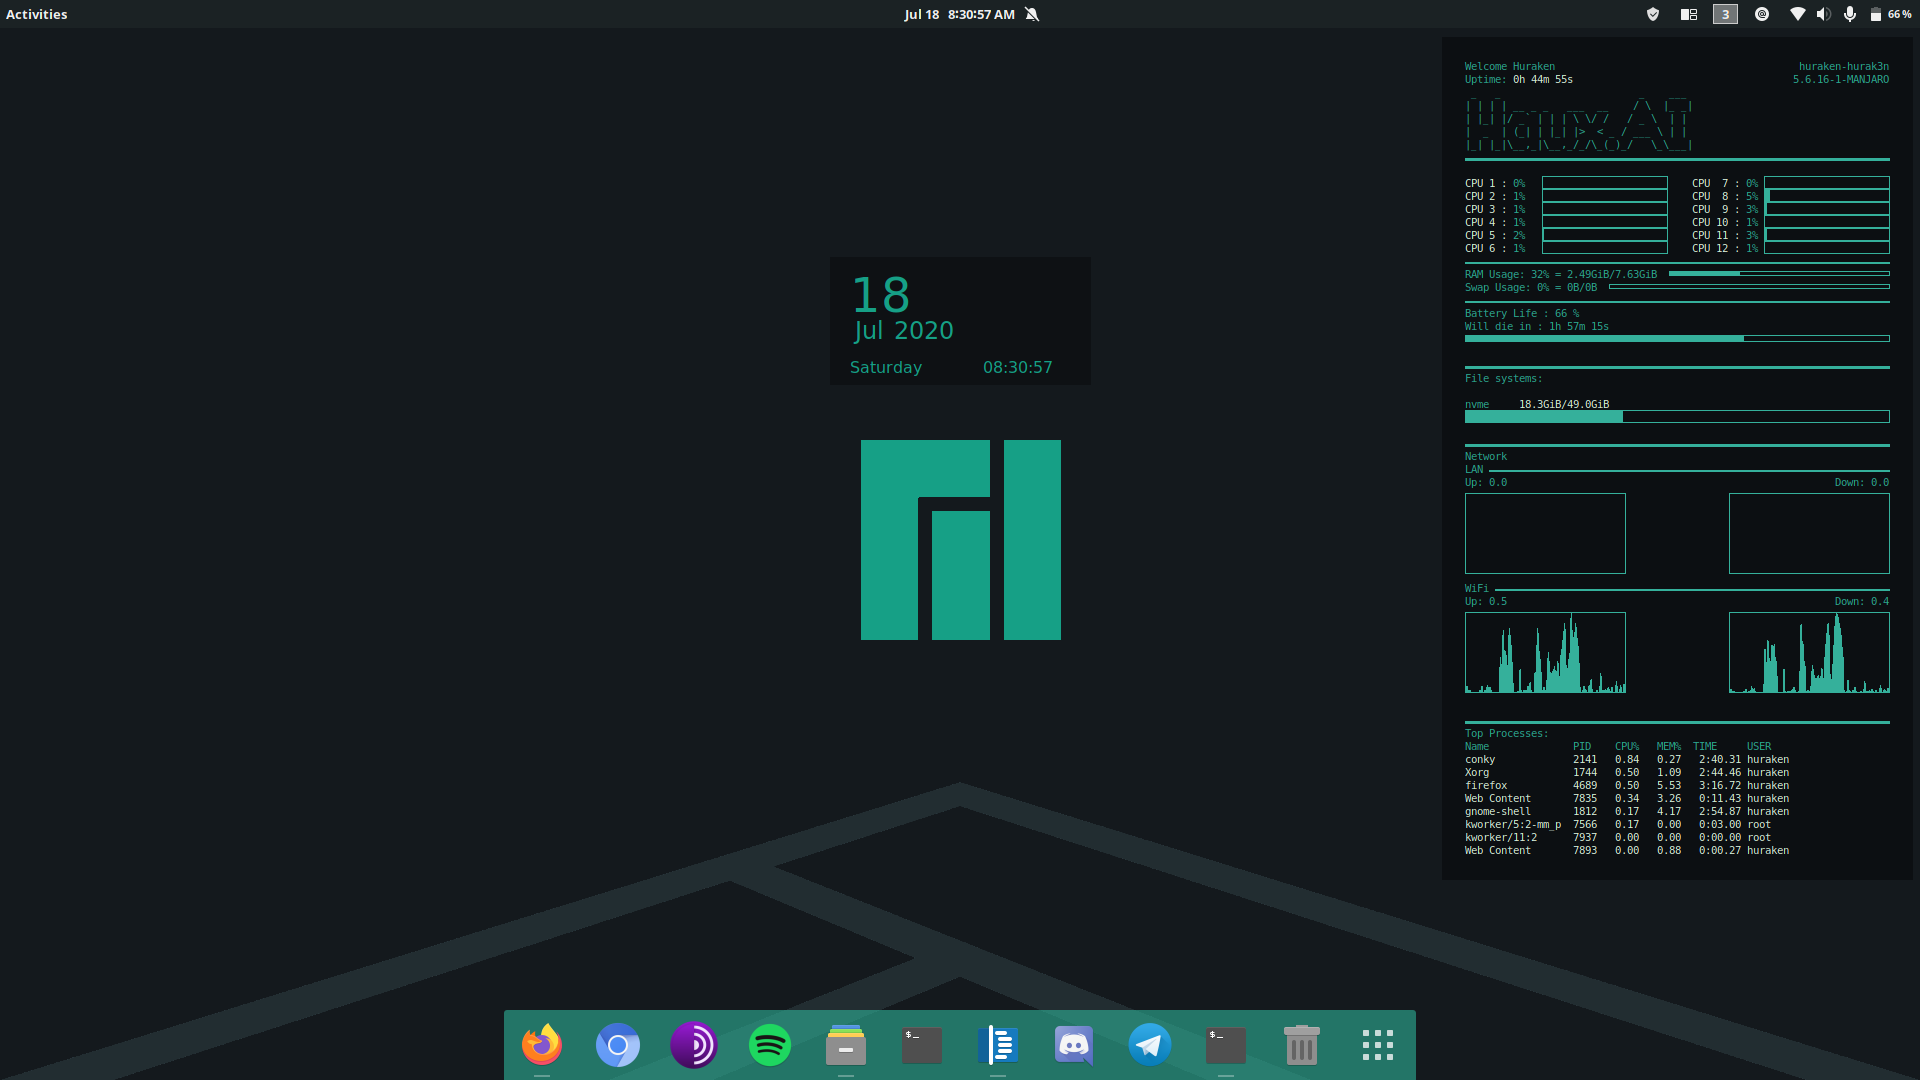 Activities
Jul 18 8:30:57 AM
3
66 %
Welcome Huraken huraken-hurak3n
Uptime: 0h 44m 55s 5.6.16-1-MANJARO
Haux.AI
CPU 1 : 0% CPU 7 : 0%
CPU 2 : 1% CPU 8 : 5%
CPU 3 : 1% CPU 9 : 3%
CPU 4 : 1% CPU 10 : 1%
CPU 5 : 2% CPU 11 : 3%
CPU 6 : 1% CPU 12 : 1%
RAM Usage: 32% = 2.49GiB/7.63GiB
Swap Usage: 0% = 0B/0B
Battery Life : 66 %
Will die in : 1h 57m 15s
File systems:
nvme 18.3GiB/49.0GiB
Network
LAN
Up: 0.0 Down: 0.0
WiFi
Up: 0.5 Down: 0.4
Top Processes:
Name PID CPU% MEM% TIME USER
conky 2141 0.84 0.27 2:40.31 huraken
Xorg 1744 0.50 1.09 2:44.46 huraken
firefox 4689 0.50 5.53 3:16.72 huraken
Web Content 7835 0.34 3.26 0:11.43 huraken
gnome-shell 1812 0.17 4.17 2:54.87 huraken
kworker/5:2-mm_p 7566 0.17 0.00 0:03.00 root
kworker/11:2 7937 0.00 0.00 0:00.00 root
Web Content 7893 0.00 0.88 0:00.27 huraken
18
Jul 2020
Saturday 08:30:57
$_
$_